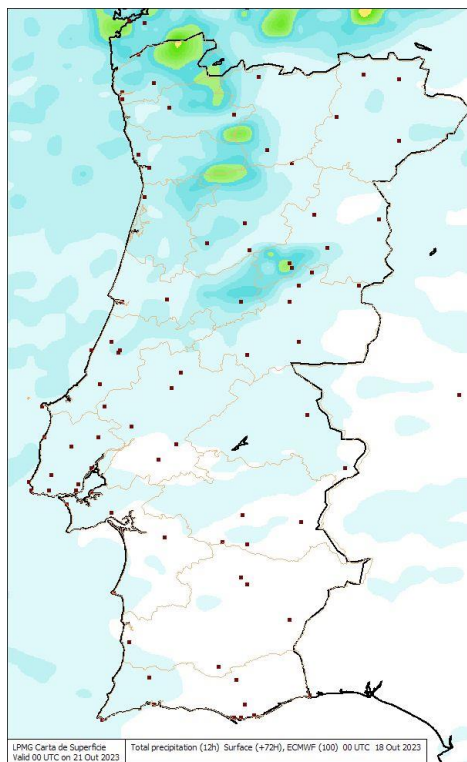 LPMG Carta de Superficie
Valid 00 UTC on 21 Out 2023
Total precipitation (12h) Surface (+72H), ECMWF (100) 00 UTC 18 Out 2023